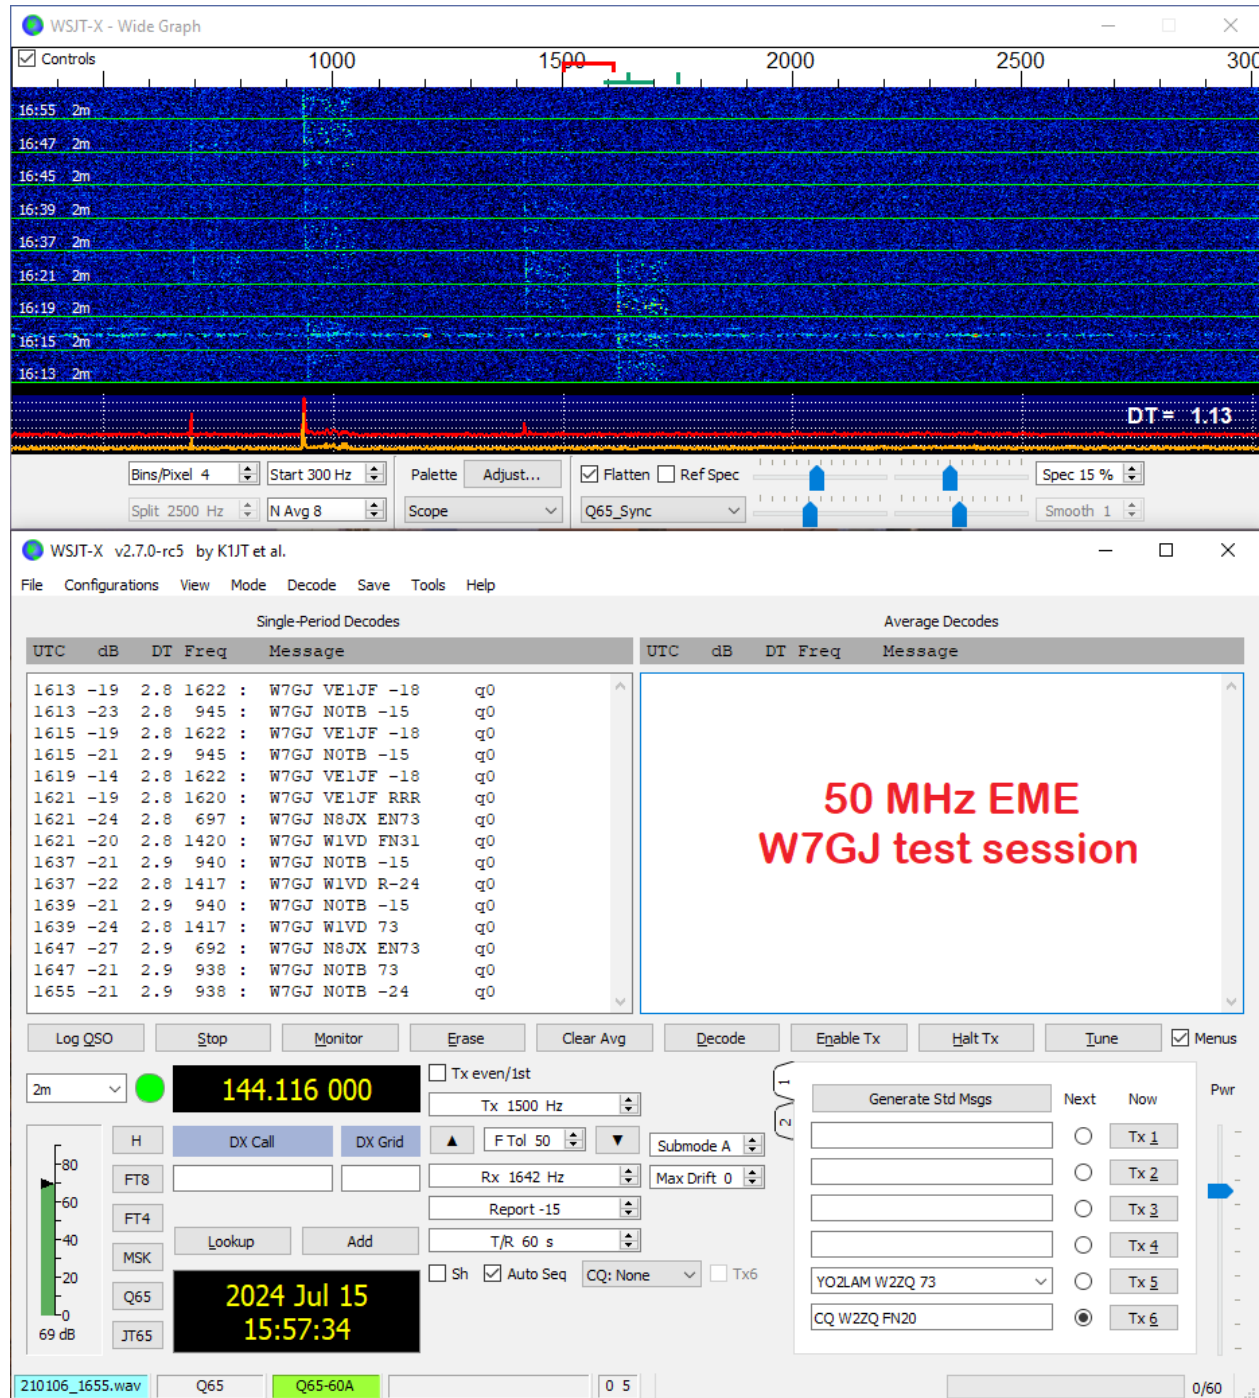 WSJT-X - Wide Graph
Controls 1000 1500 2000 2500 300
16:55 2m
16:47 2m
16:45 2m
16:39 2m
16:37 2m
16:21 2m
16:19 2m
16:15 2m
16:13 2m
DT = 1.13
Bins/Pixel 4 Start 300 Hz Palette Adjust... Flatten Ref Spec Spec 15 %
Split 2500 Hz N Avg 8 Scope Q65_Sync Smooth 1
WSJT-X v2.7.0-rc5 by K1JT et al.
File Configurations View Mode Decode Save Tools Help
Single-Period Decodes Average Decodes
UTC dB DT Freq Message UTC dB DT Freq Message
1613 -19 2.8 1622 : W7GJ VE1JF -18 q0
1613 -23 2.8 945 : W7GJ N0TB -15 q0
1615 -19 2.8 1622 : W7GJ VE1JF -18 q0
1615 -21 2.9 945 : W7GJ N0TB -15 q0
1619 -14 2.8 1622 : W7GJ VE1JF -18 q0
1621 -19 2.8 1620 : W7GJ VE1JF RRR q0
1621 -24 2.8 697 : W7GJ N8JX EN73 q0
1621 -20 2.8 1420 : W7GJ W1VD FN31 q0
1637 -21 2.9 940 : W7GJ N0TB -15 q0
1637 -22 2.8 1417 : W7GJ W1VD R-24 q0
1639 -21 2.9 940 : W7GJ N0TB -15 q0
1639 -24 2.8 1417 : W7GJ W1VD 73 q0
1647 -27 2.9 692 : W7GJ N8JX EN73 q0
1647 -21 2.9 938 : W7GJ N0TB 73 q0
1655 -21 2.9 938 : W7GJ N0TB -24 q0
50 MHz EME
W7GJ test session
Log QSO Stop Monitor Erase Clear Avg Decode Enable Tx Halt Tx Tune Menus
2m 144.116 000 Tx even/1st
Tx 1500 Hz
H DX Call DX Grid F Tol 50 Submode A
FT8 Rx 1642 Hz Max Drift 0
FT4 Report -15
Lookup Add T/R 60 s
MSK Sh Auto Seq CQ: None Tx6
Q65 2024 Jul 15
JT65 15:57:34
-80
-60
-40
-20
-0
69 dB
1
2
Generate Std Msgs Next Now Pwr
Tx 1
Tx 2
Tx 3
Tx 4
YO2LAM W2ZQ 73 Tx 5
CQ W2ZQ FN20 Tx 6
210106_1655.wav Q65 Q65-60A 0 5 0/60